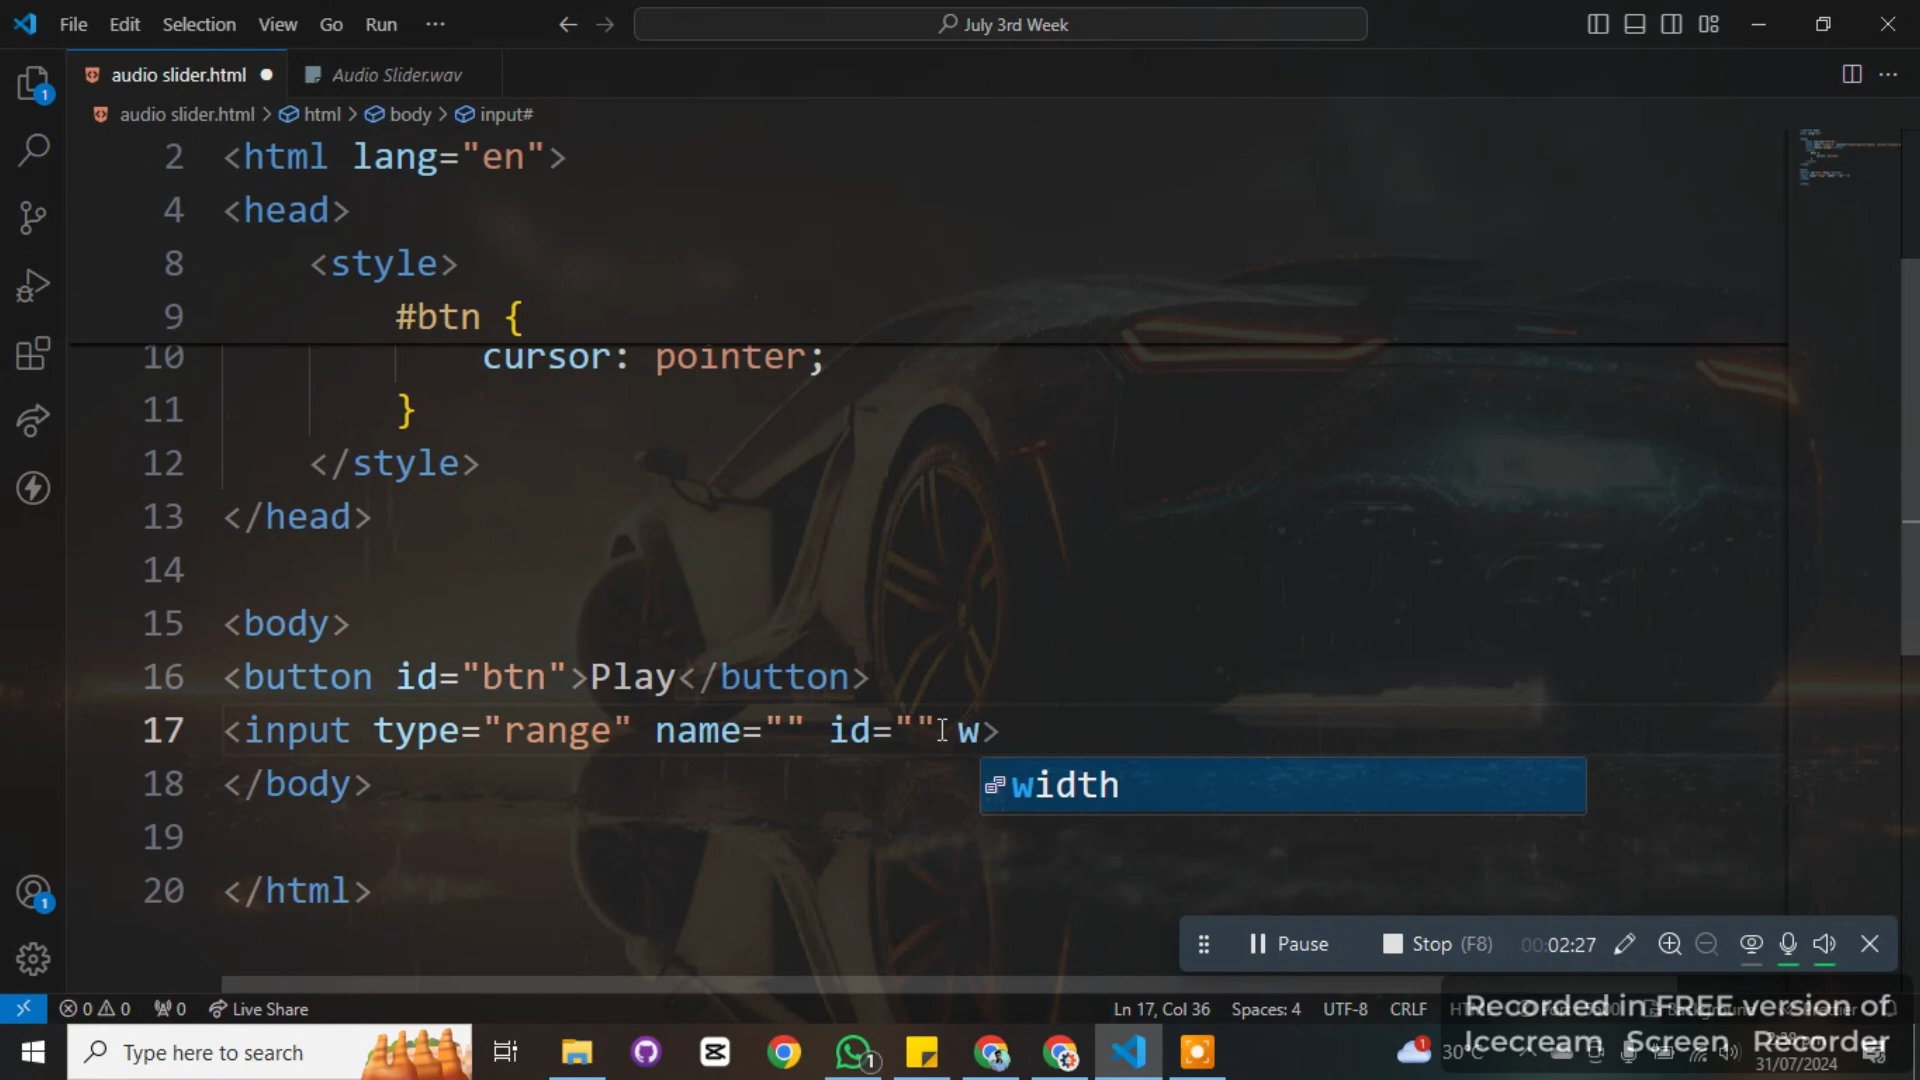 File Edit Selection View Go Run ··· July 3rd Week
audio slider.html Audio Slider.wav
audio slider.html > html > body > input#
2 <html lang="en">
4 <head>
8 <style>
9 #btn {
10 cursor: pointer;
11 }
12 </style>
13 </head>
14
15 <body>
16 <button id="btn">Play</button>
17 <input type="range" name="" id="" w>
width
18 </body>
19
20 </html>
1
1
Pause Stop (F8) 00:02:27
0 0 0 Live Share Ln 17, Col 36 Spaces: 4 UTF-8 CRLF
Recorded in FREE version of
Icecream Screen Recorder
Type here to search 1 1 30°C
31/07/2024